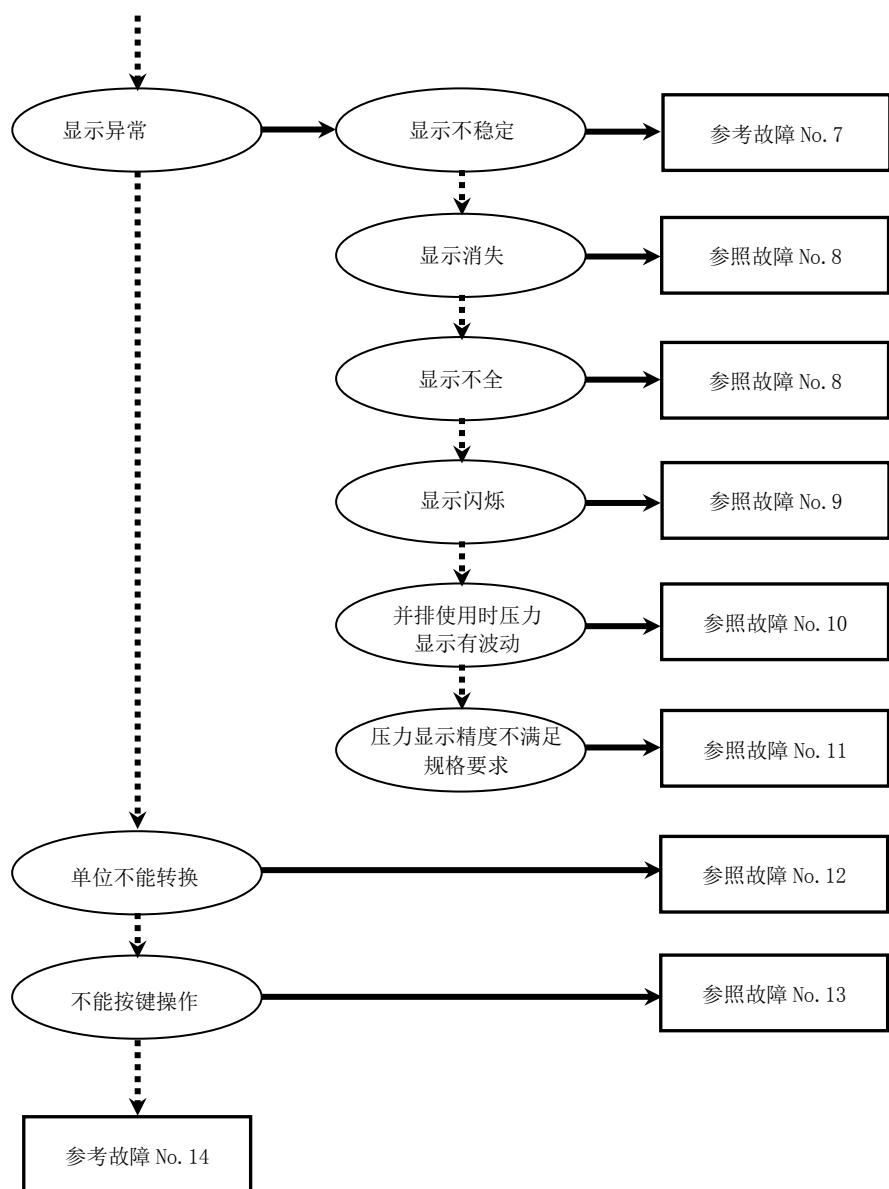 显示异常
显示不稳定
参考故障 No.7
显示消失
参照故障 No.8
显示不全
参照故障 No.8
显示闪烁
参照故障 No.9
并排使用时压力
显示有波动
参照故障 No.10
压力显示精度不满足
规格要求
参照故障 No.11
单位不能转换
参照故障 No.12
不能按键操作
参照故障 No.13
参考故障 No.14